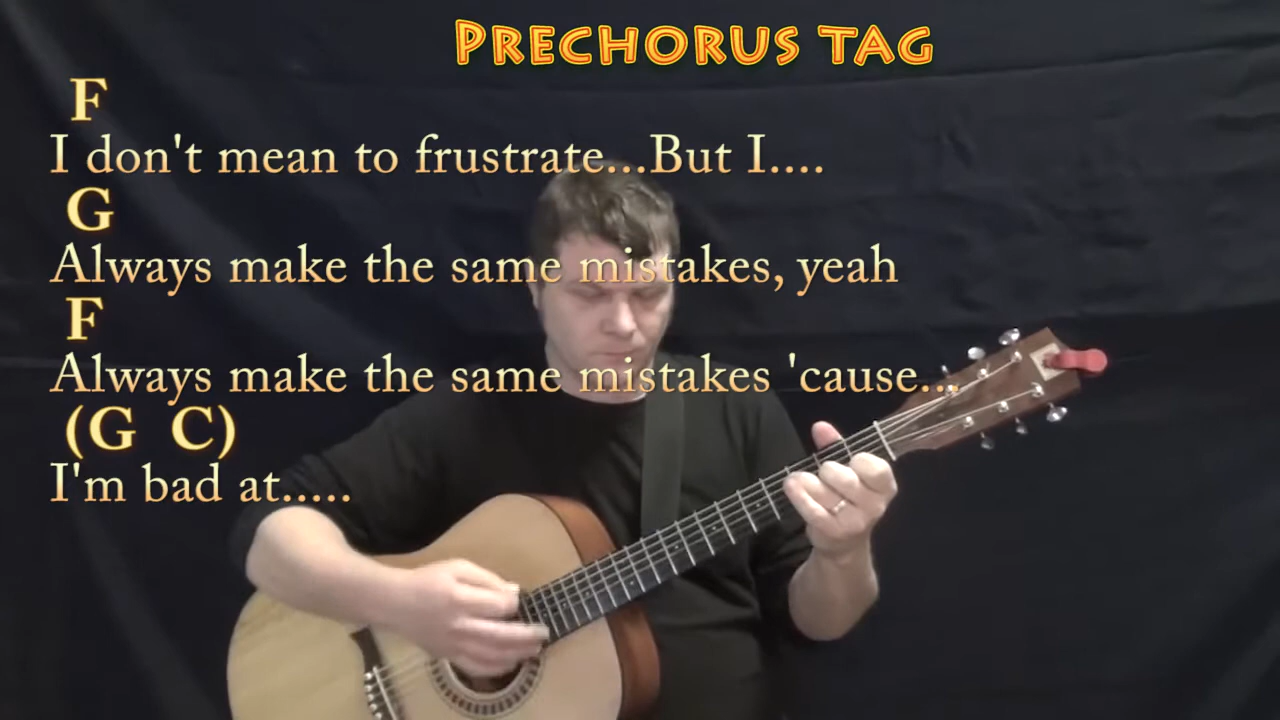 PRECHORUS TAG
F
I don't mean to frustrate...But I....
G
Always make the same mistakes, yeah
F
Always make the same mistakes 'cause...
(G C)
I'm bad at.....